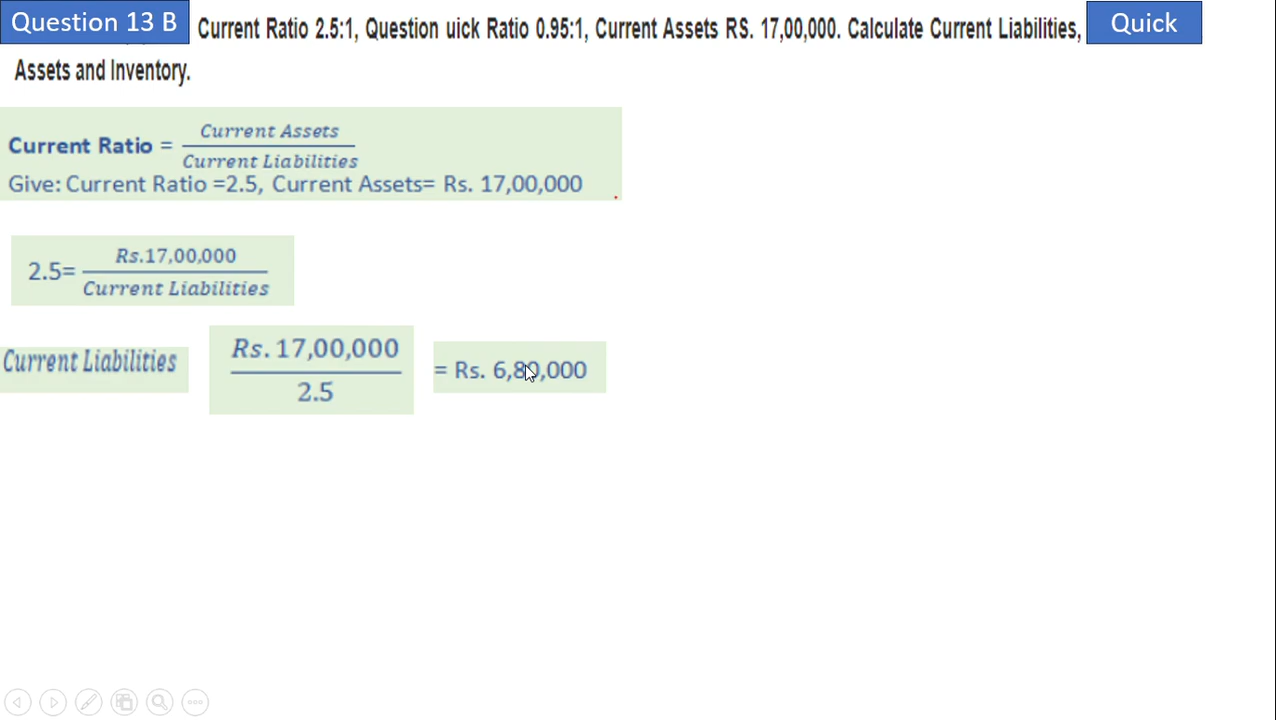 Question 13 B Current Ratio 2.5:1, Question uick Ratio 0.95:1, Current Assets RS. 17,00,000. Calculate Current Liabilities, Quick
Assets and Inventory.
Current Ratio = Current Assets / Current Liabilities
Give: Current Ratio =2.5, Current Assets= Rs. 17,00,000
2.5= Rs.17,00,000 / Current Liabilities
Current Liabilities Rs. 17,00,000 / 2.5 = Rs. 6,80,000